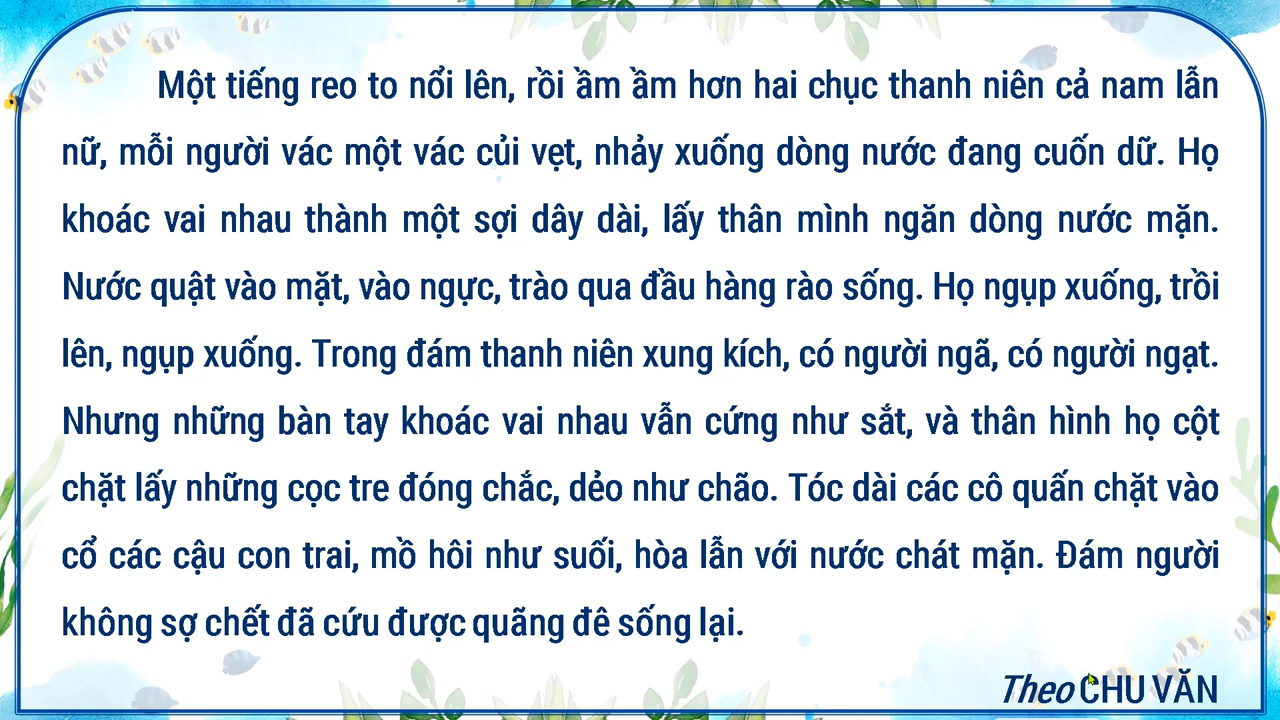 Một tiếng reo to nổi lên, rồi ầm ầm hơn hai chục thanh niên cả nam lẫn
nữ, mỗi người vác một vác củi vẹt, nhảy xuống dòng nước đang cuốn dữ. Họ
khoác vai nhau thành một sợi dây dài, lấy thân mình ngăn dòng nước mặn.
Nước quật vào mặt, vào ngực, trào qua đầu hàng rào sống. Họ ngụp xuống, trồi
lên, ngụp xuống. Trong đám thanh niên xung kích, có người ngã, có người ngạt.
Nhưng những bàn tay khoác vai nhau vẫn cứng như sắt, và thân hình họ cột
chặt lấy những cọc tre đóng chắc, dẻo như chão. Tóc dài các cô quấn chặt vào
cổ các cậu con trai, mồ hôi như suối, hòa lẫn với nước chát mặn. Đám người
không sợ chết đã cứu được quãng đê sống lại.
Theo CHU VĂN